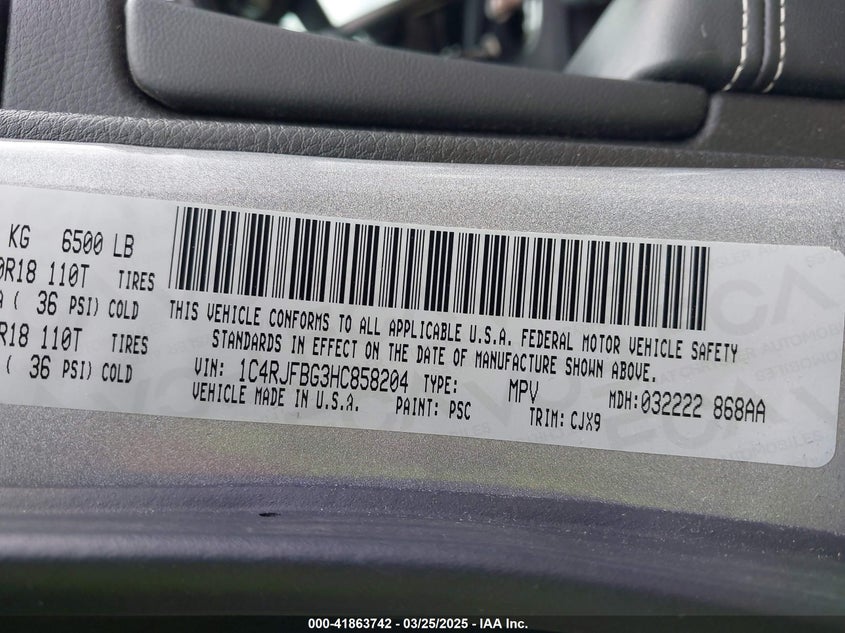 KG 6500 LB
0R18 110T TIRES
( 36 PSI) COLD
R18 110T TIRES
( 36 PSI) COLD
THIS VEHICLE CONFORMS TO ALL APPLICABLE U.S.A. FEDERAL MOTOR VEHICLE SAFETY
STANDARDS IN EFFECT ON THE DATE OF MANUFACTURE SHOWN ABOVE.
VIN: 1C4RJFBG3HC858204 TYPE: MPV MDH: 032222 868AA
VEHICLE MADE IN U.S.A. PAINT: PSC TRIM: CJX9
000-41863742 - 03/25/2025 - IAA Inc.